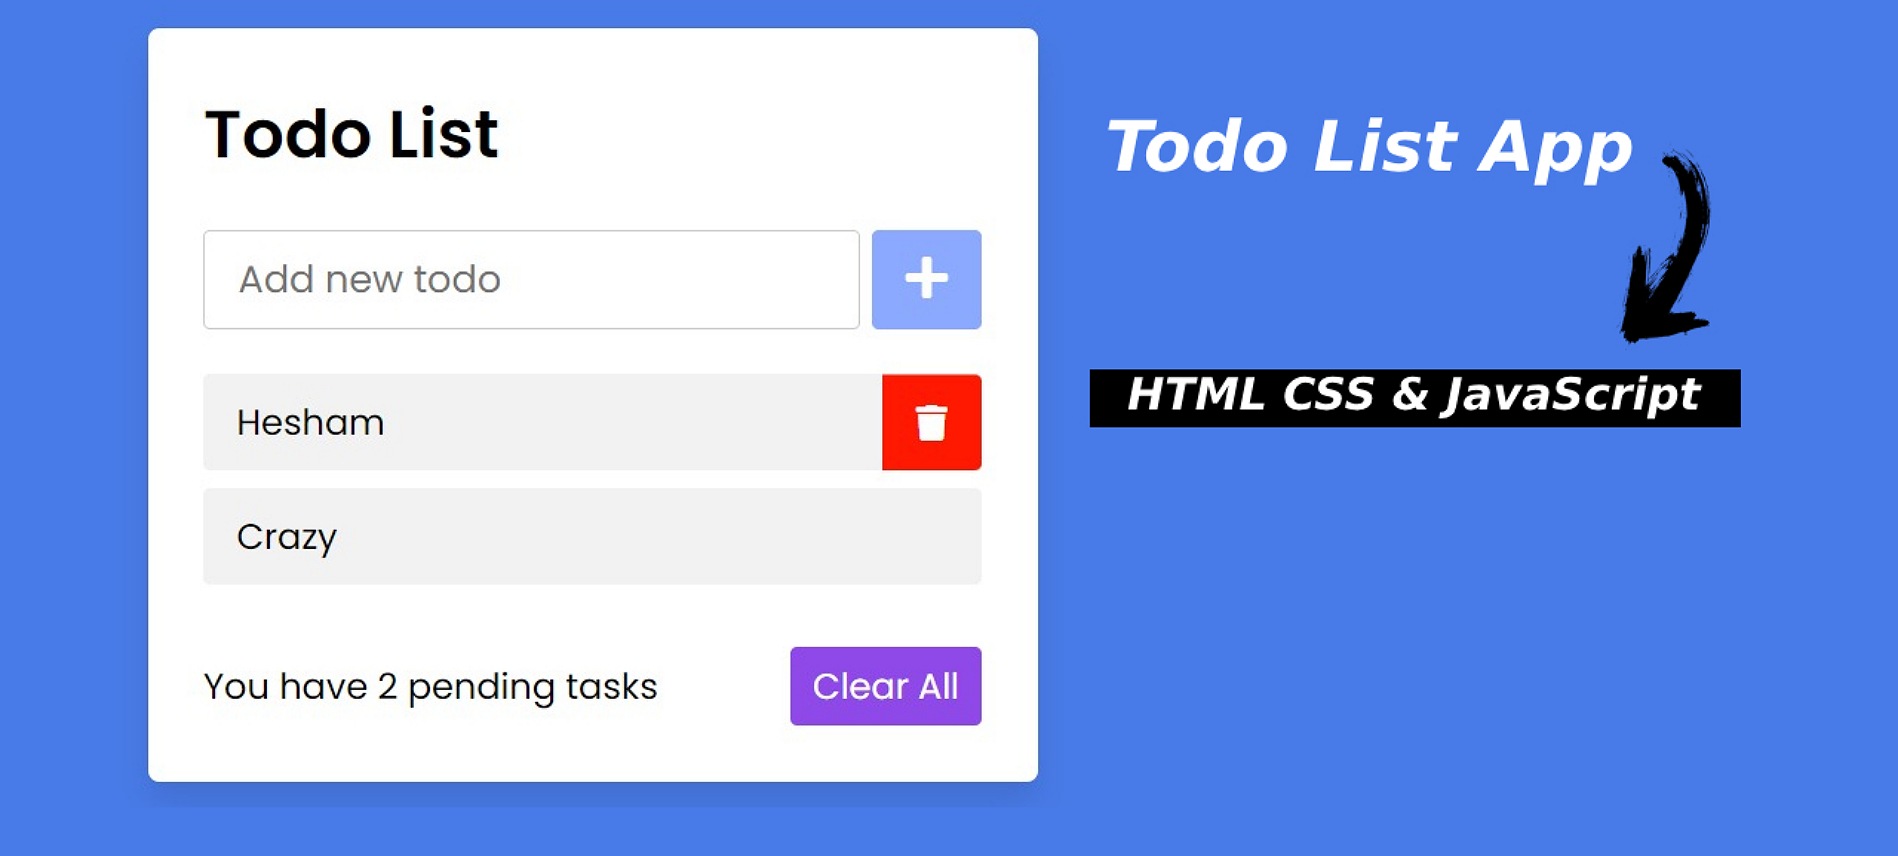 Todo List
Add new todo
Hesham
Crazy
You have 2 pending tasks
Clear All
Todo List App
HTML CSS & JavaScript